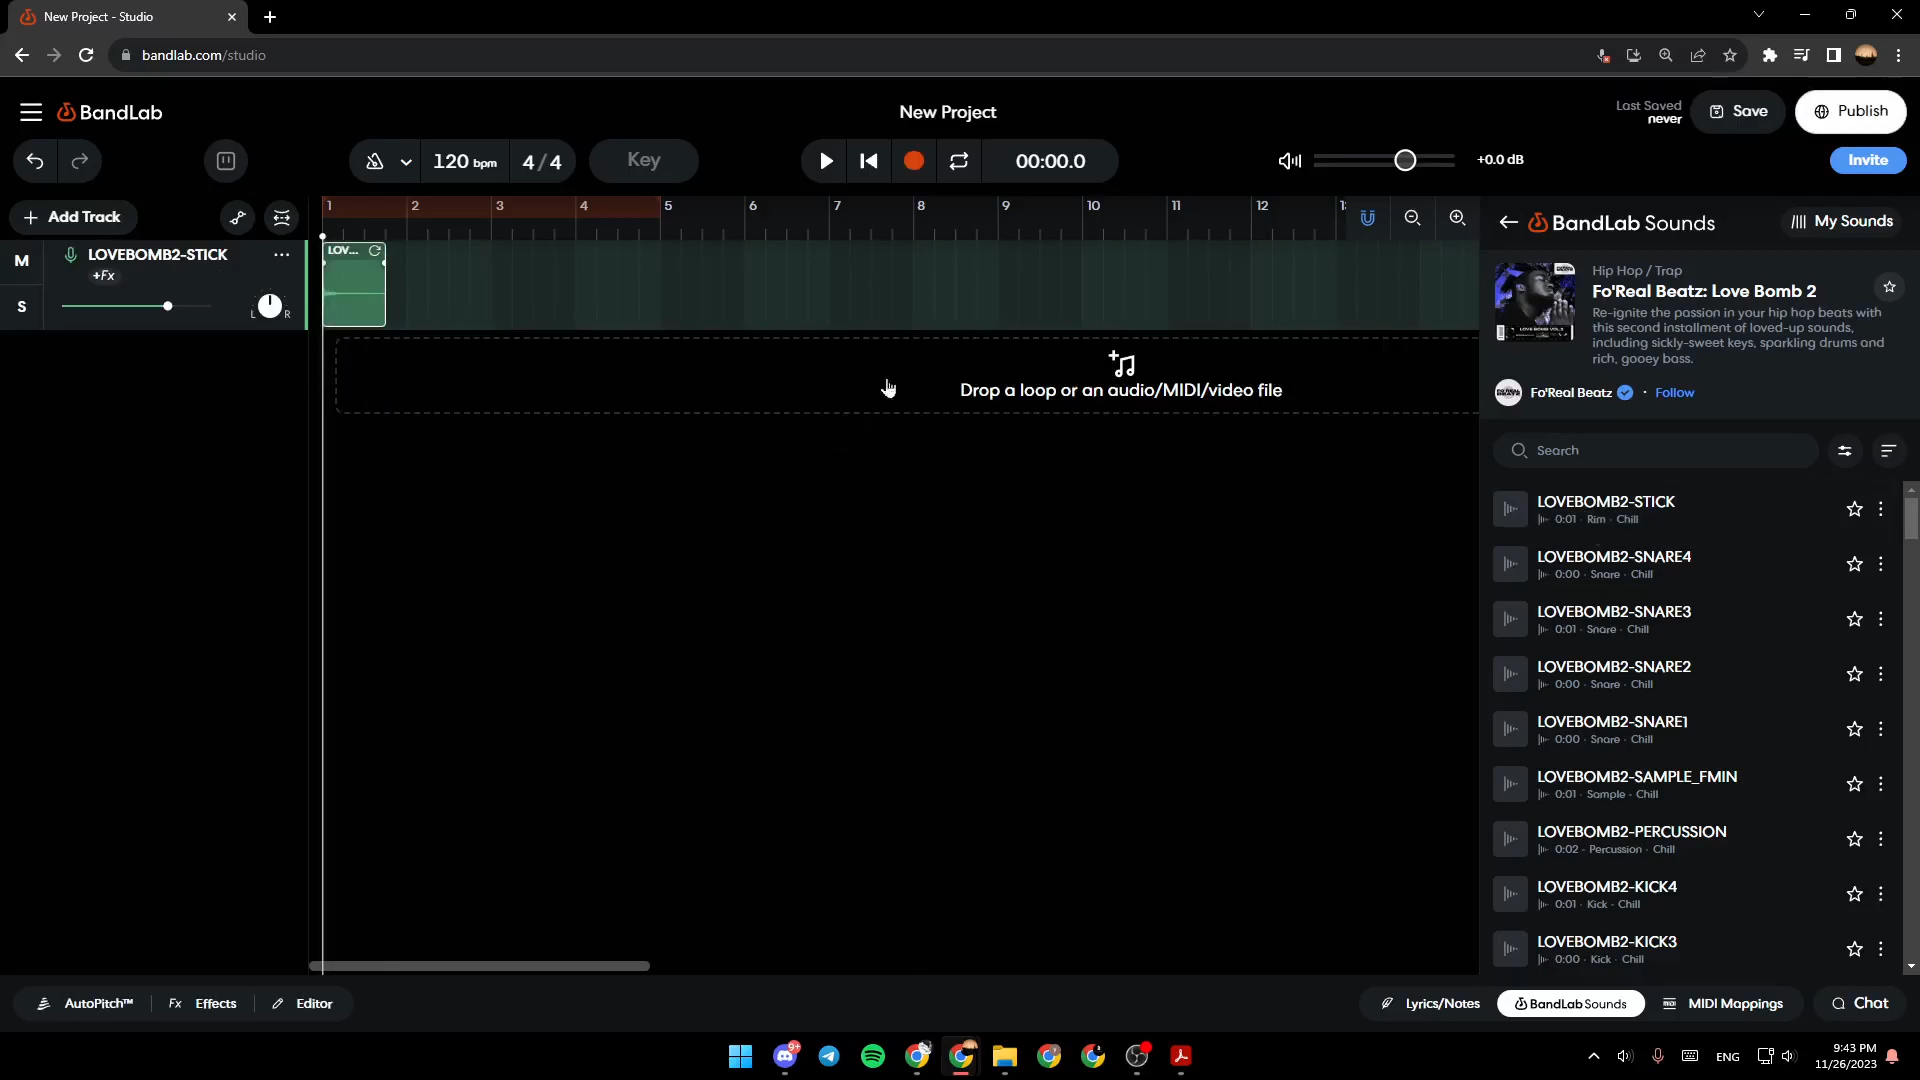 New Project - Studio
bandlab.com/studio
BandLab
New Project
Last Saved
never
Save
Publish
120 bpm
4 / 4
Key
00:00.0
+0.0 dB
Invite
Add Track
1 2 3 4 5 6 7 8 9 10 11 12
BandLab Sounds
My Sounds
M
LOVEBOMB2-STICK
+Fx
S
L R
LOV...
Drop a loop or an audio/MIDI/video file
Hip Hop / Trap
Fo'Real Beatz: Love Bomb 2
Re-ignite the passion in your hip hop beats with
this second installment of loved-up sounds,
including sickly-sweet keys, sparkling drums and
rich, gooey bass.
Fo'Real Beatz · Follow
Search
LOVEBOMB2-STICK
0:01 · Rim · Chill
LOVEBOMB2-SNARE4
0:00 · Snare · Chill
LOVEBOMB2-SNARE3
0:01 · Snare · Chill
LOVEBOMB2-SNARE2
0:00 · Snare · Chill
LOVEBOMB2-SNARE1
0:00 · Snare · Chill
LOVEBOMB2-SAMPLE_FMIN
0:01 · Sample · Chill
LOVEBOMB2-PERCUSSION
0:02 · Percussion · Chill
LOVEBOMB2-KICK4
0:01 · Kick · Chill
LOVEBOMB2-KICK3
0:00 · Kick · Chill
AutoPitch™
Fx Effects
Editor
Lyrics/Notes
BandLab Sounds
MIDI Mappings
Chat
9+
ENG
9:43 PM
11/26/2023